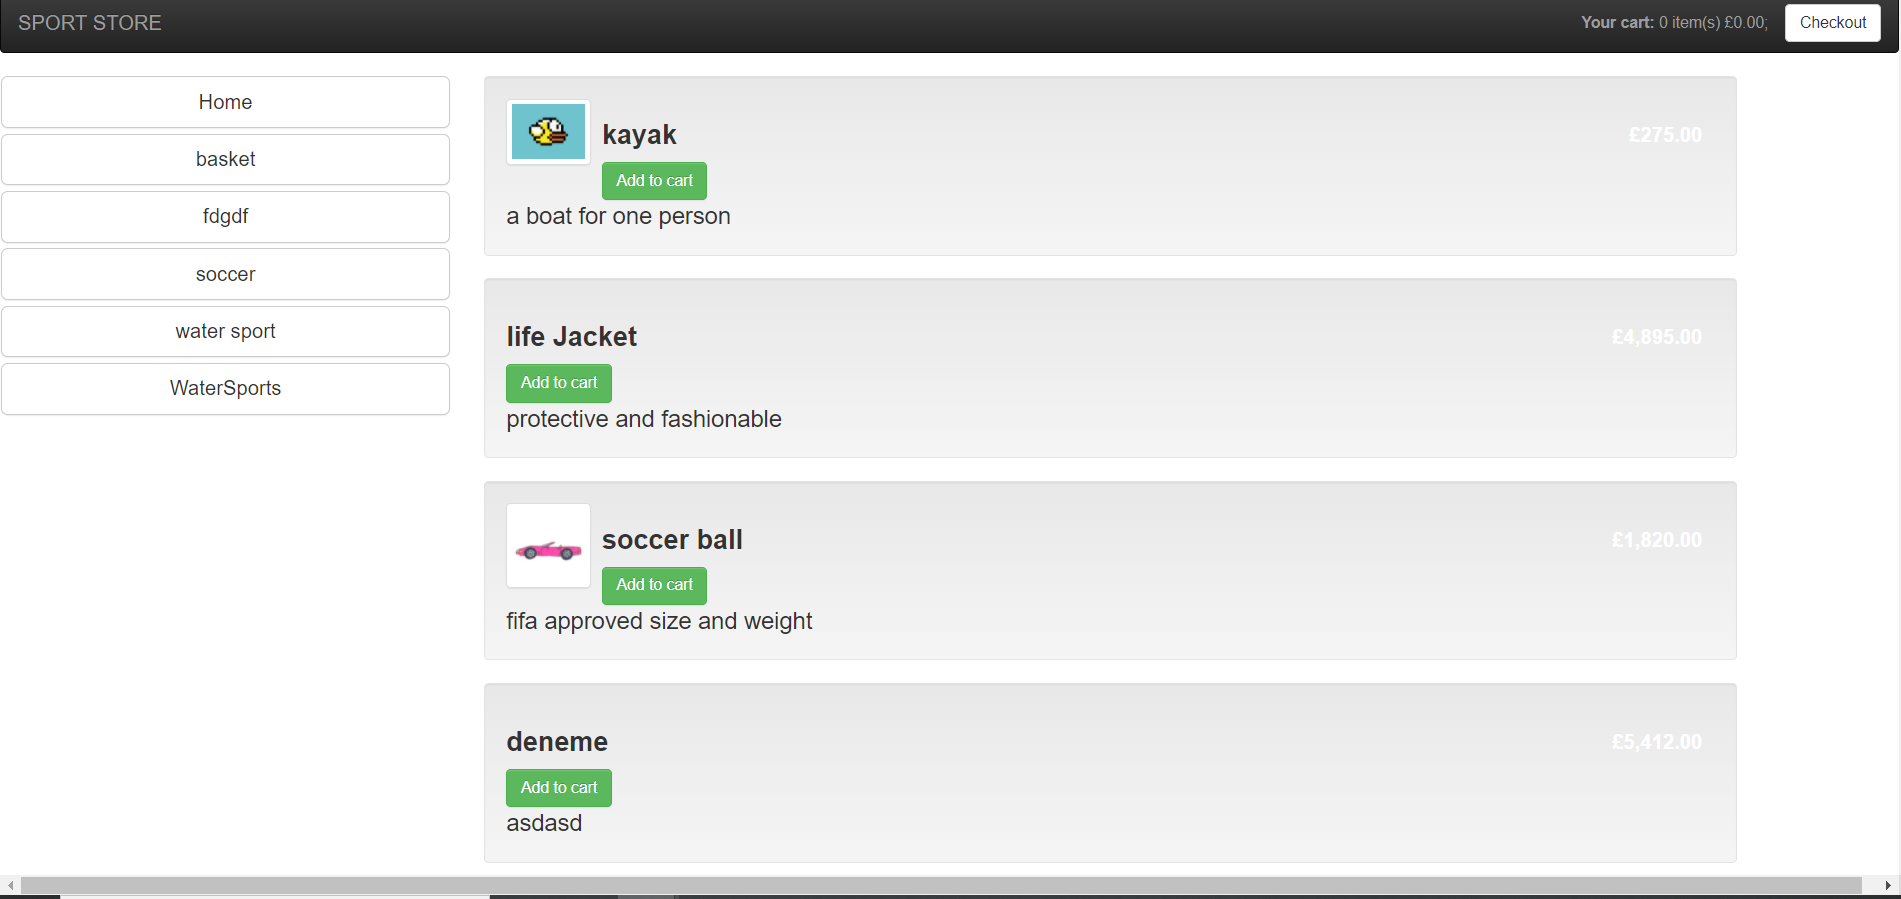 SPORT STORE
Your cart: 0 item(s) £0.00;
Checkout
Home
basket
fdgdf
soccer
water sport
WaterSports
kayak
£275.00
Add to cart
a boat for one person
life Jacket
£4,895.00
Add to cart
protective and fashionable
soccer ball
£1,820.00
Add to cart
fifa approved size and weight
deneme
£5,412.00
Add to cart
asdasd